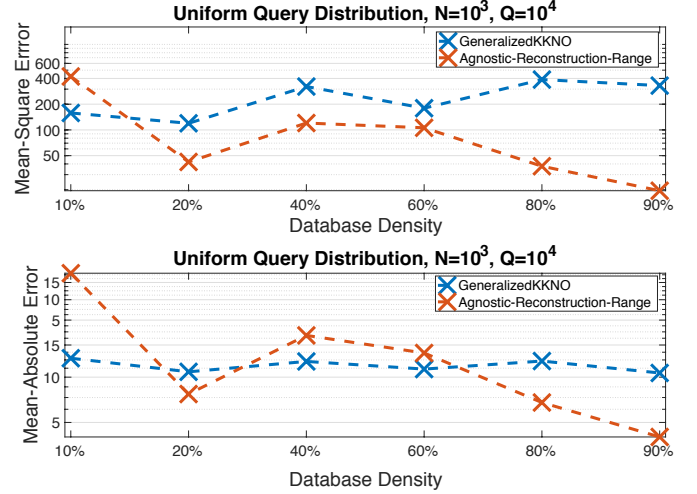 Uniform Query Distribution, N=10³, Q=10⁴
Mean-Square Errror
600
400
200
100
50
GeneralizedKKNO
Agnostic-Reconstruction-Range
10% 20% 40% 60% 80% 90%
Database Density
Uniform Query Distribution, N=10³, Q=10⁴
Mean-Absolute Error
15
10
5
15
10
5
GeneralizedKKNO
Agnostic-Reconstruction-Range
10% 20% 40% 60% 80% 90%
Database Density